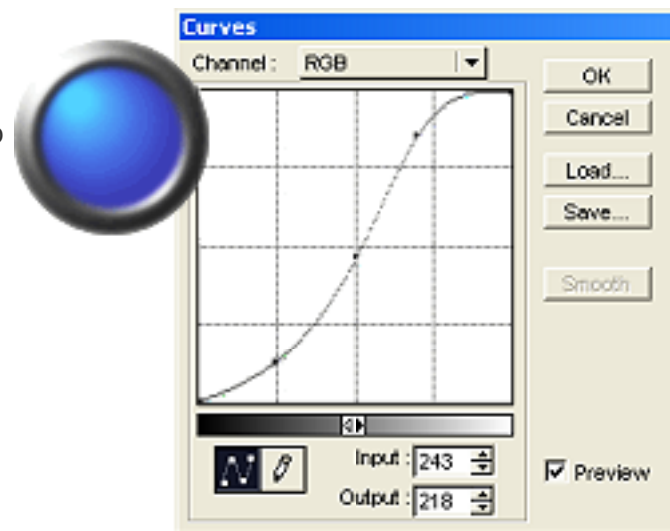 Curves
Channel : RGB
OK
Cancel
Load....
Save....
Smooth
Input : 243
Output : 218
Preview